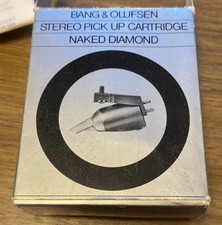 BANG & OLUFSEN
STEREO PICK UP CARTRIDGE
NAKED DIAMOND